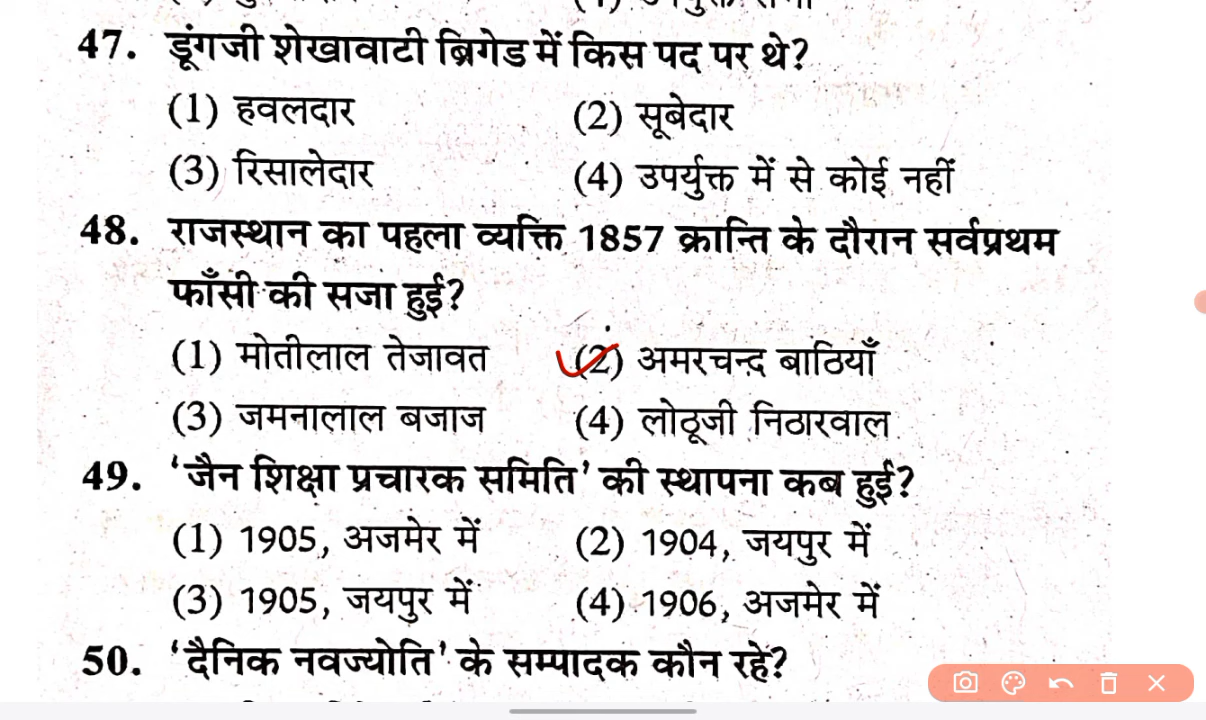 47. डूंगजी शेखावाटी ब्रिगेड में किस पद पर थे?
(1) हवलदार (2) सूबेदार
(3) रिसालेदार (4) उपर्युक्त में से कोई नहीं
48. राजस्थान का पहला व्यक्ति 1857 क्रान्ति के दौरान सर्वप्रथम
फाँसी की सजा हुई?
(1) मोतीलाल तेजावत (2) अमरचन्द बाठियाँ
(3) जमनालाल बजाज (4) लोठूजी निठारवाल
49. 'जैन शिक्षा प्रचारक समिति' की स्थापना कब हुई?
(1) 1905, अजमेर में (2) 1904, जयपुर में
(3) 1905, जयपुर में (4) 1906, अजमेर में
50. 'दैनिक नवज्योति' के सम्पादक कौन रहे?